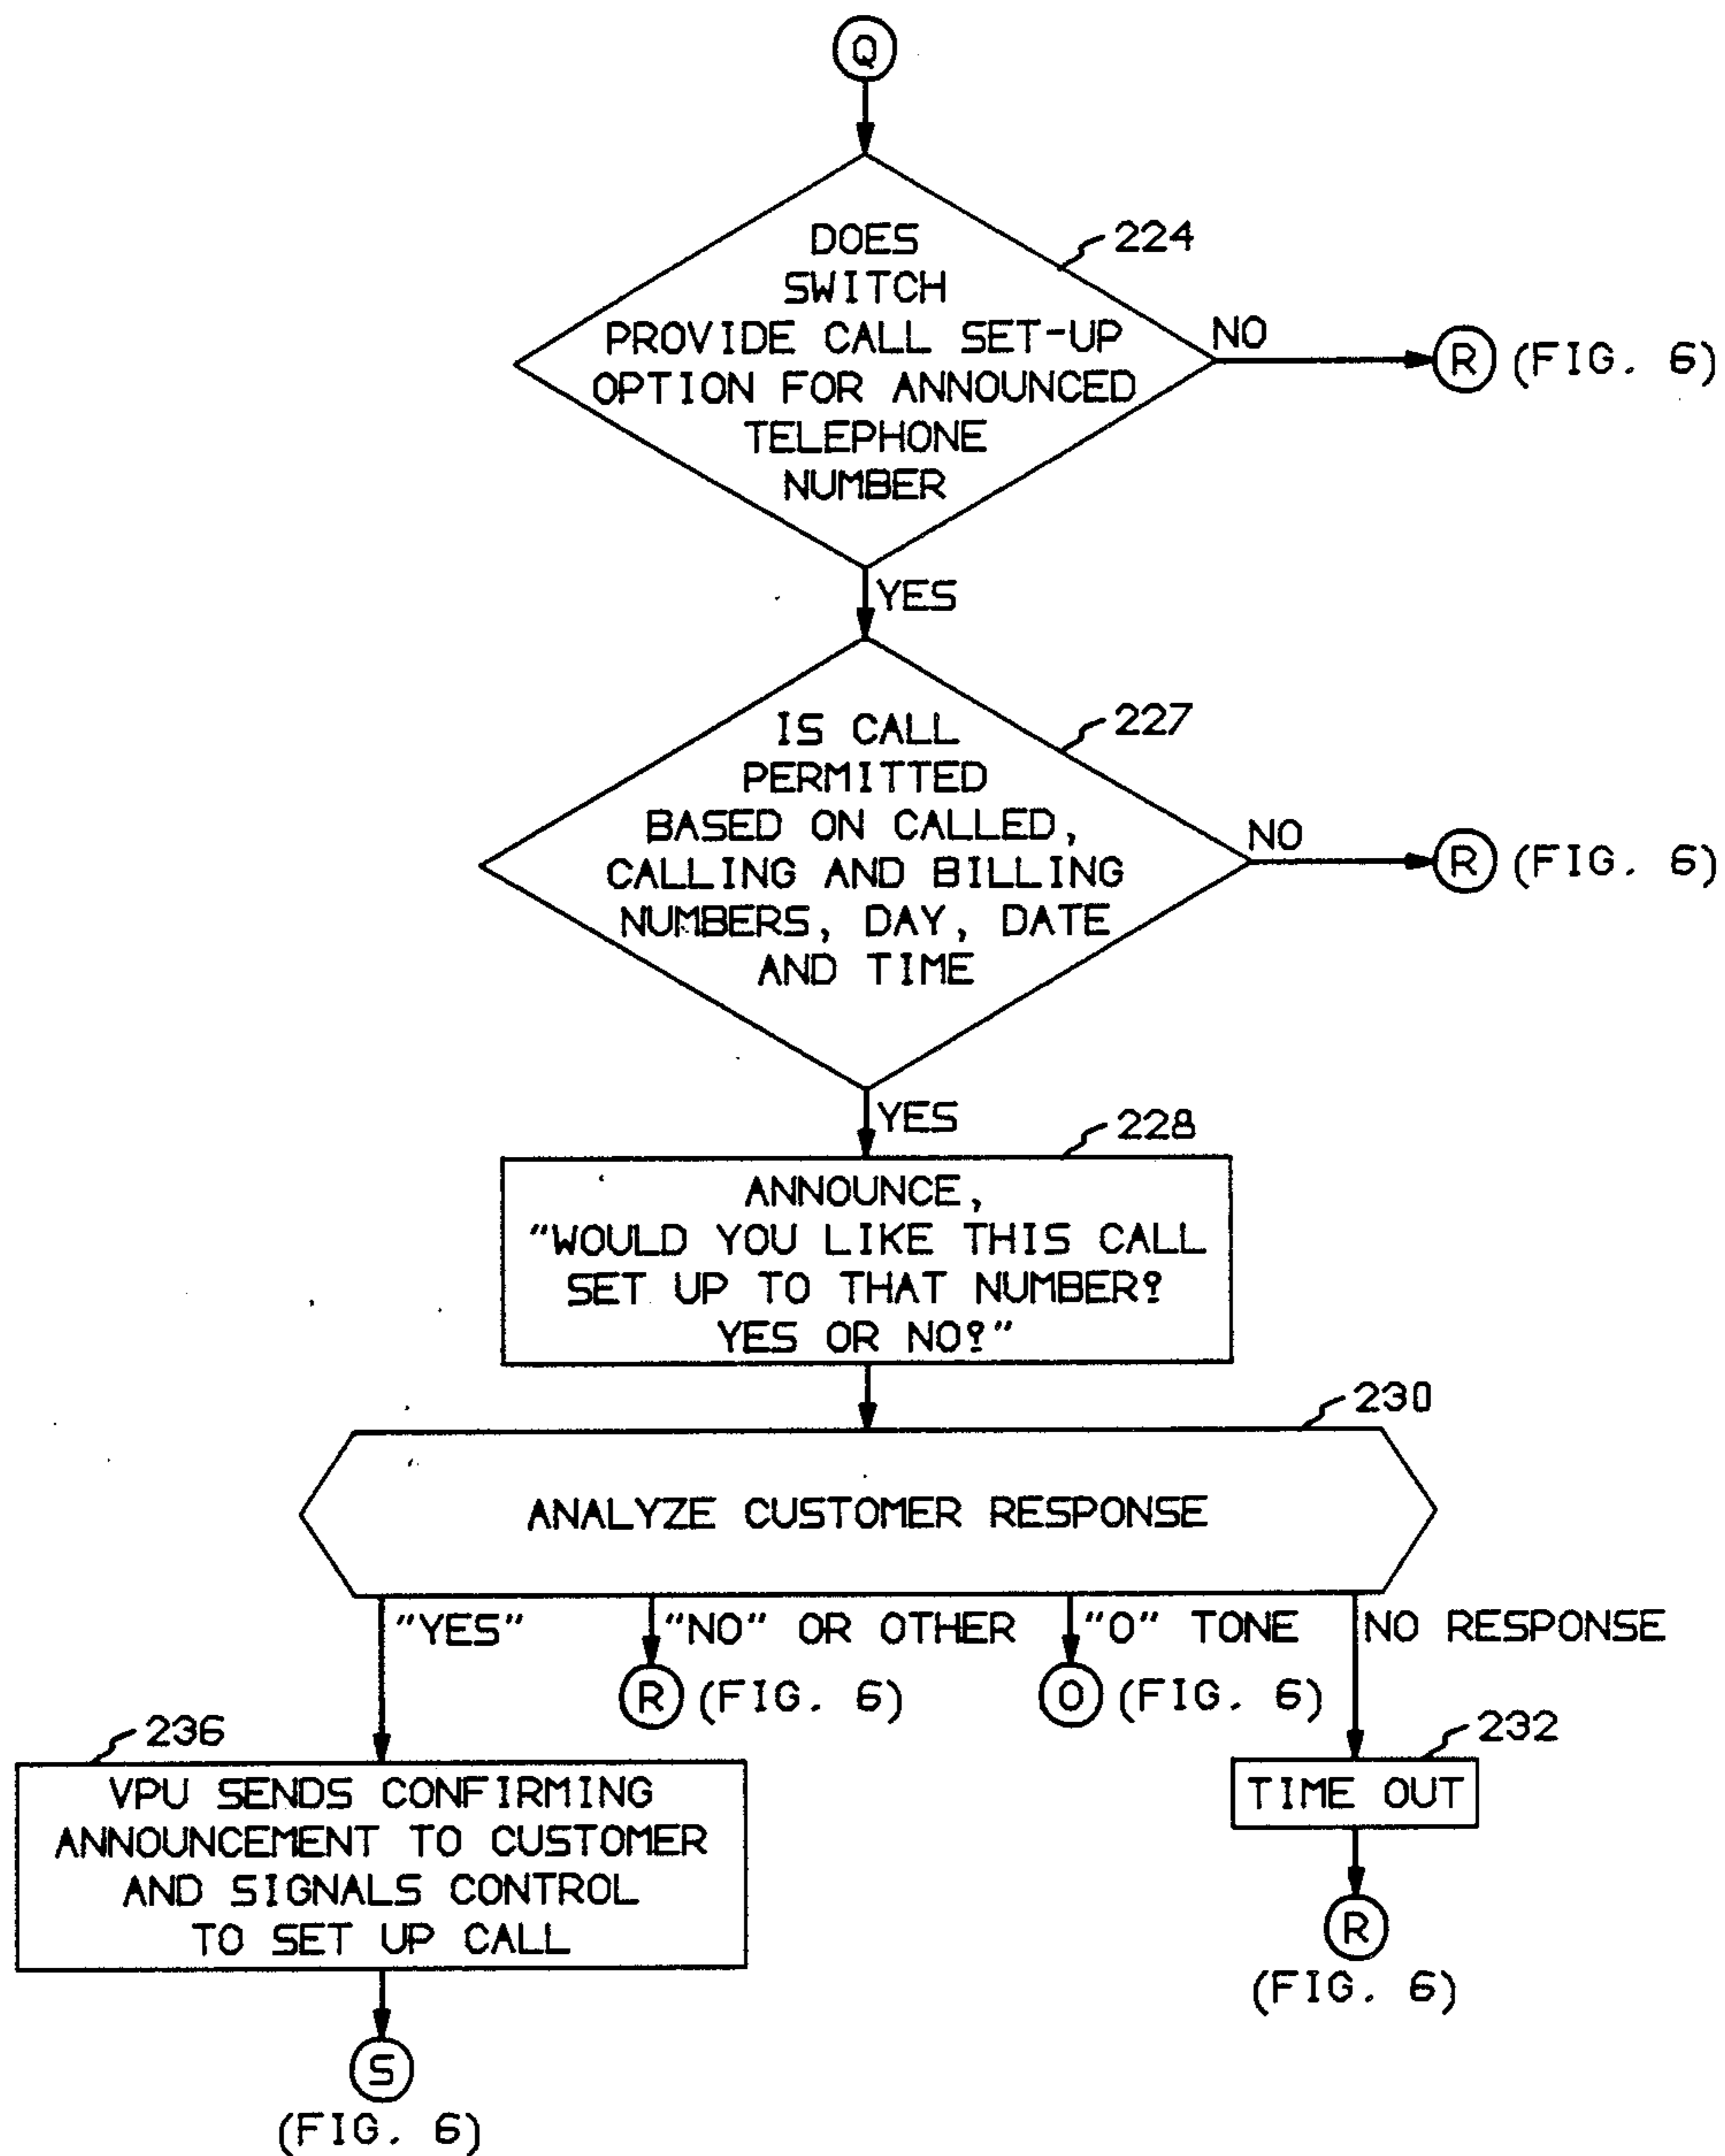 Q
DOES
SWITCH
PROVIDE CALL SET-UP
OPTION FOR ANNOUNCED
TELEPHONE
NUMBER
224
NO
R (FIG. 6)
YES
IS CALL
PERMITTED
BASED ON CALLED,
CALLING AND BILLING
NUMBERS, DAY, DATE
AND TIME
227
NO
R (FIG. 6)
YES
228
ANNOUNCE,
"WOULD YOU LIKE THIS CALL
SET UP TO THAT NUMBER?
YES OR NO?"
230
ANALYZE CUSTOMER RESPONSE
"YES"
"NO" OR OTHER
"0" TONE
NO RESPONSE
R (FIG. 6)
O (FIG. 6)
236
VPU SENDS CONFIRMING
ANNOUNCEMENT TO CUSTOMER
AND SIGNALS CONTROL
TO SET UP CALL
S
(FIG. 6)
232
TIME OUT
R
(FIG. 6)